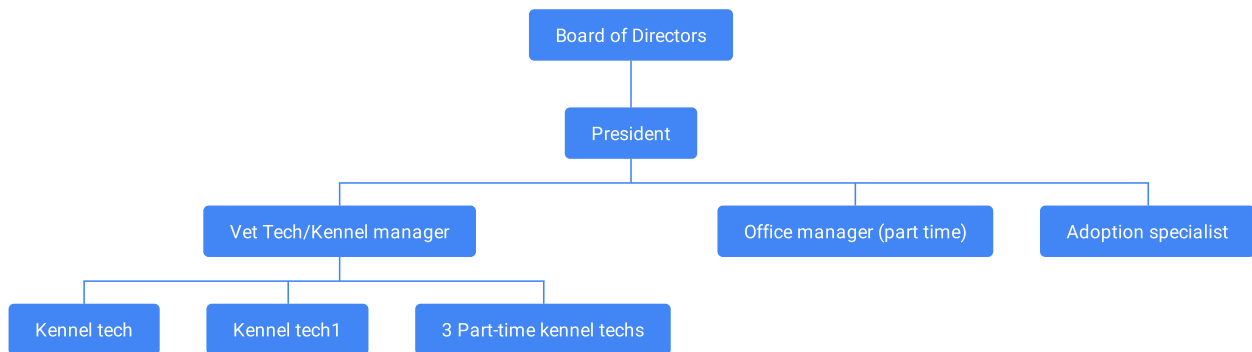 Board of Directors
President
Vet Tech/Kennel manager
Office manager (part time)
Adoption specialist
Kennel tech
Kennel tech1
3 Part-time kennel techs